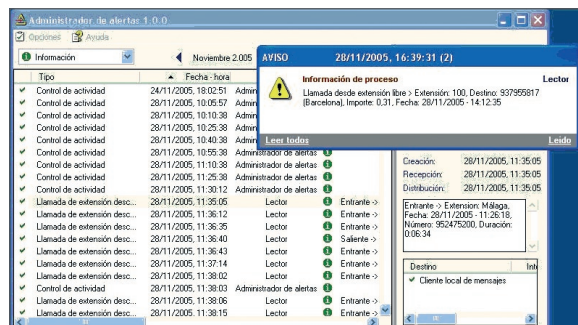 Administrador de alertas 1.0.0
Opciones Ayuda
Información Noviembre 2.005
AVISO 28/11/2005, 16:39:31 (2)
Información de proceso Lector
Llamada desde extensión libre > Extensión: 100, Destino: 937955817
(Barcelona), Importe: 0,31, Fecha: 28/11/2005 - 14:12:35
Leer todos Leido
Tipo Fecha - hora
Control de actividad 24/11/2005, 18:02:51 Admin
Control de actividad 28/11/2005, 10:05:57 Admin
Control de actividad 28/11/2005, 10:10:38 Admin
Control de actividad 28/11/2005, 10:25:38 Admin
Control de actividad 28/11/2005, 10:40:38 Admin
Control de actividad 28/11/2005, 10:55:38 Administrador de alertas
Control de actividad 28/11/2005, 11:10:38 Administrador de alertas
Control de actividad 28/11/2005, 11:25:38 Administrador de alertas
Control de actividad 28/11/2005, 11:30:12 Administrador de alertas
Llamada de extensión desc... 28/11/2005, 11:35:05 Lector Entrante ->
Llamada de extensión desc... 28/11/2005, 11:36:12 Lector Entrante ->
Llamada de extensión desc... 28/11/2005, 11:36:35 Lector Entrante ->
Llamada de extensión desc... 28/11/2005, 11:36:40 Lector Saliente ->
Llamada de extensión desc... 28/11/2005, 11:36:43 Lector Entrante ->
Llamada de extensión desc... 28/11/2005, 11:37:14 Lector Entrante ->
Llamada de extensión desc... 28/11/2005, 11:38:02 Lector Entrante ->
Control de actividad 28/11/2005, 11:38:03 Administrador de alertas
Llamada de extensión desc... 28/11/2005, 11:38:06 Lector Entrante ->
Llamada de extensión desc... 28/11/2005, 11:38:15 Lector Entrante ->
Creación: 28/11/2005, 11:35:05
Recepción: 28/11/2005, 11:35:05
Distribución: 28/11/2005, 11:35:05
Entrante -> Extension: Málaga,
Fecha: 28/11/2005 - 11:26:18,
Número: 952475200, Duración:
0:06:34
Destino Inte
Cliente local de mensajes